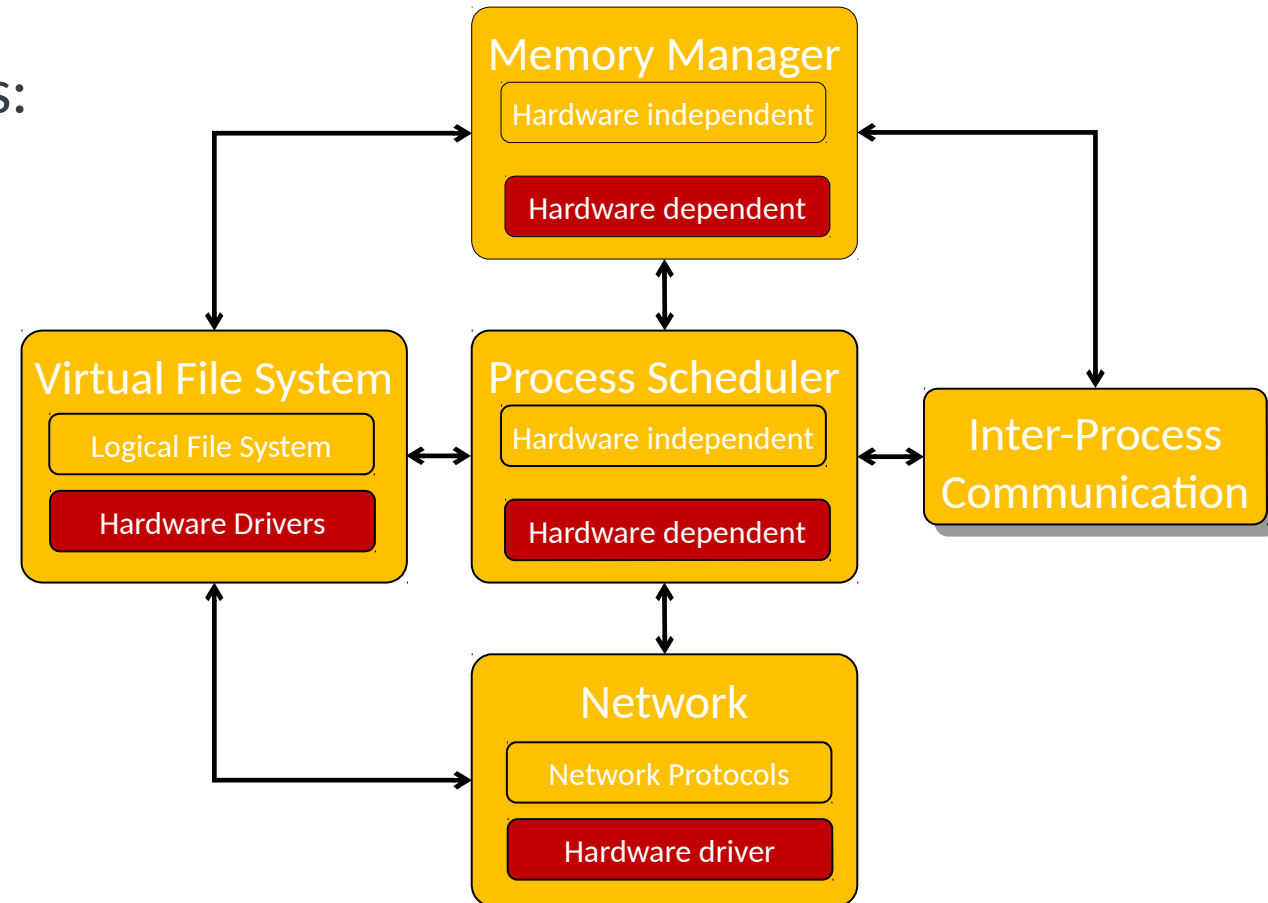 s:
Memory Manager
Hardware independent
Hardware dependent
Virtual File System
Logical File System
Hardware Drivers
Process Scheduler
Hardware independent
Hardware dependent
Inter-Process
Communication
Network
Network Protocols
Hardware driver